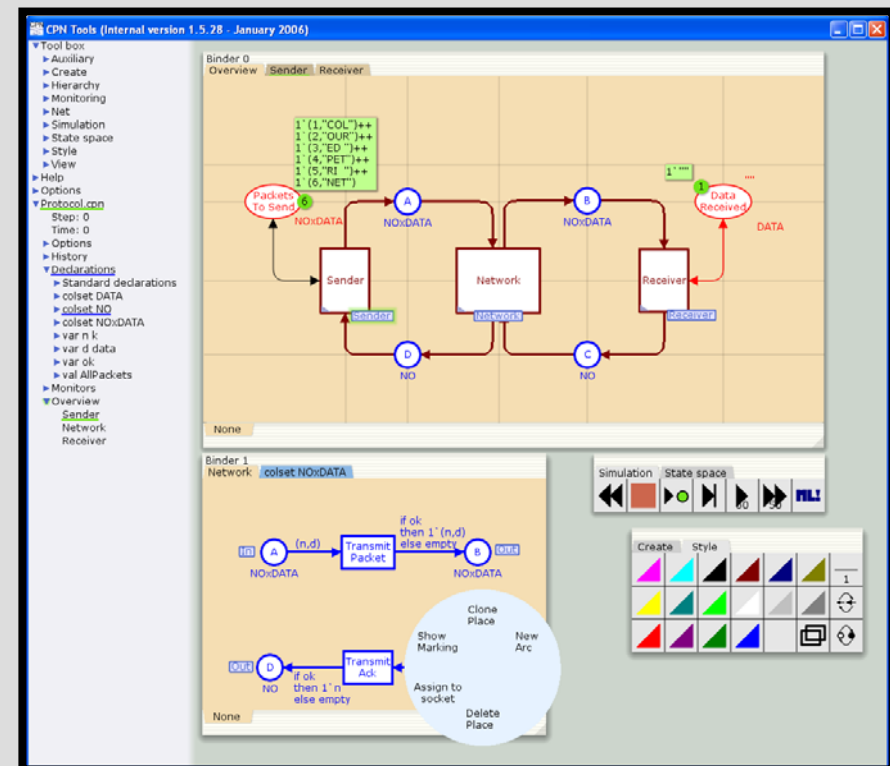 CPN Tools (Internal version 1.5.28 - January 2006)
Tool box
Auxiliary
Create
Hierarchy
Monitoring
Net
Simulation
State space
Style
View
Help
Options
Protocol.cpn
Step: 0
Time: 0
Options
History
Declarations
Standard declarations
colset DATA
colset NO
colset NOxDATA
var n k
var d data
var ok
val AllPackets
Monitors
Overview
Sender
Network
Receiver
Binder 0
Overview Sender Receiver
1`(1,"COL")++
1`(2,"OUR")++
1`(3,"ED ")++
1`(4,"PET")++
1`(5,"RI  ")++
1`(6,"NET")
Packets
To Send
6
NOxDATA
A
NOxDATA
B
NOxDATA
1`""
""
1
Data
Received
DATA
Sender
Sender
Network
Network
Receiver
Receiver
D
NO
C
NO
None
Binder 1
Network colset NOxDATA
In
A
NOxDATA
(n,d)
Transmit
Packet
if ok
then 1`(n,d)
else empty
B
Out
NOxDATA
Out
D
NO
if ok
then 1`n
else empty
Transmit
Ack
Clone
Place
Show
Marking
New
Arc
Assign to
socket
Delete
Place
None
Simulation State space
50
ML!
Create Style
1